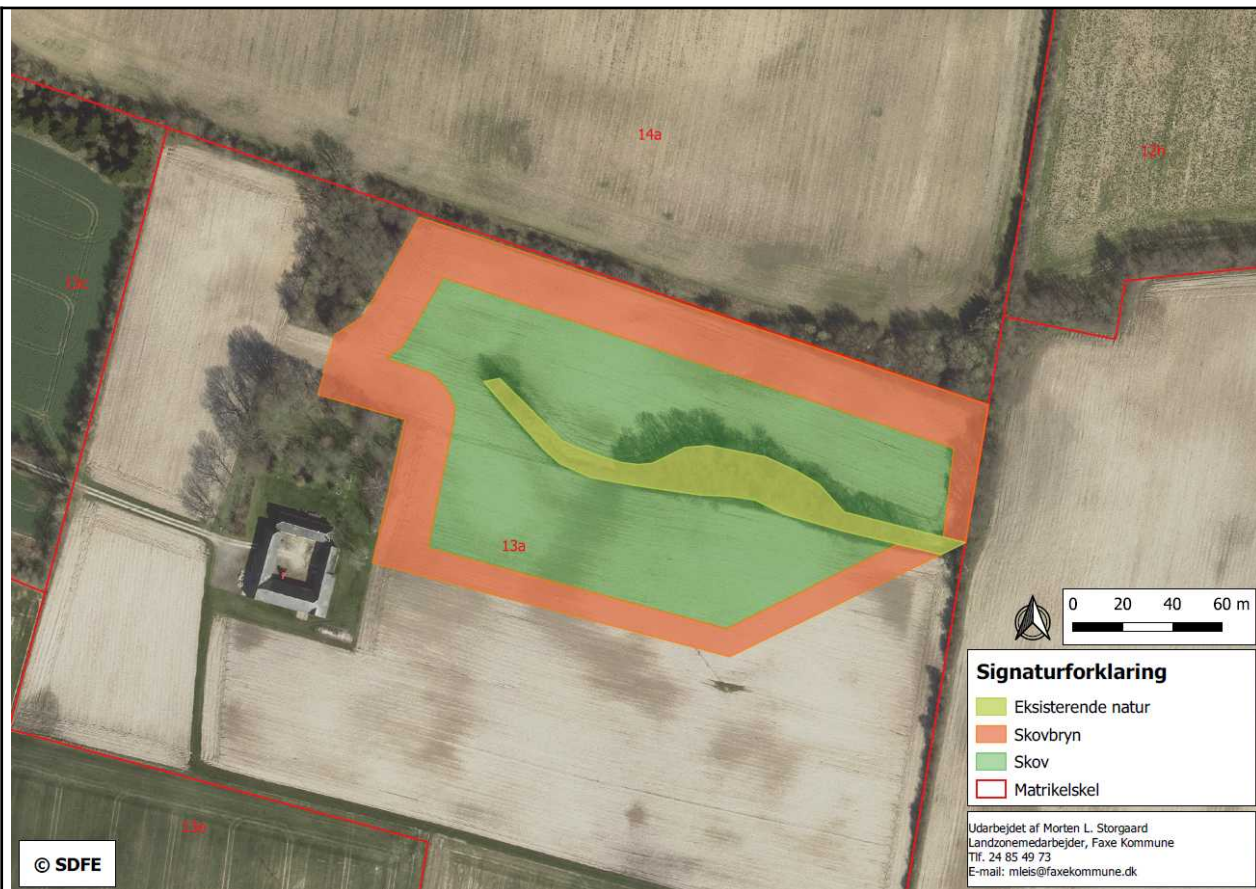 14a
12h
13a
0 20 40 60 m
Signaturforklaring
Eksisterende natur
Skovbryn
Skov
Matrikelskel
Udarbejdet af Morten L. Storgaard
Landzonemedarbejder, Faxe Kommune
Tlf. 24 85 49 73
E-mail: mleis@faxekommune.dk
© SDFE